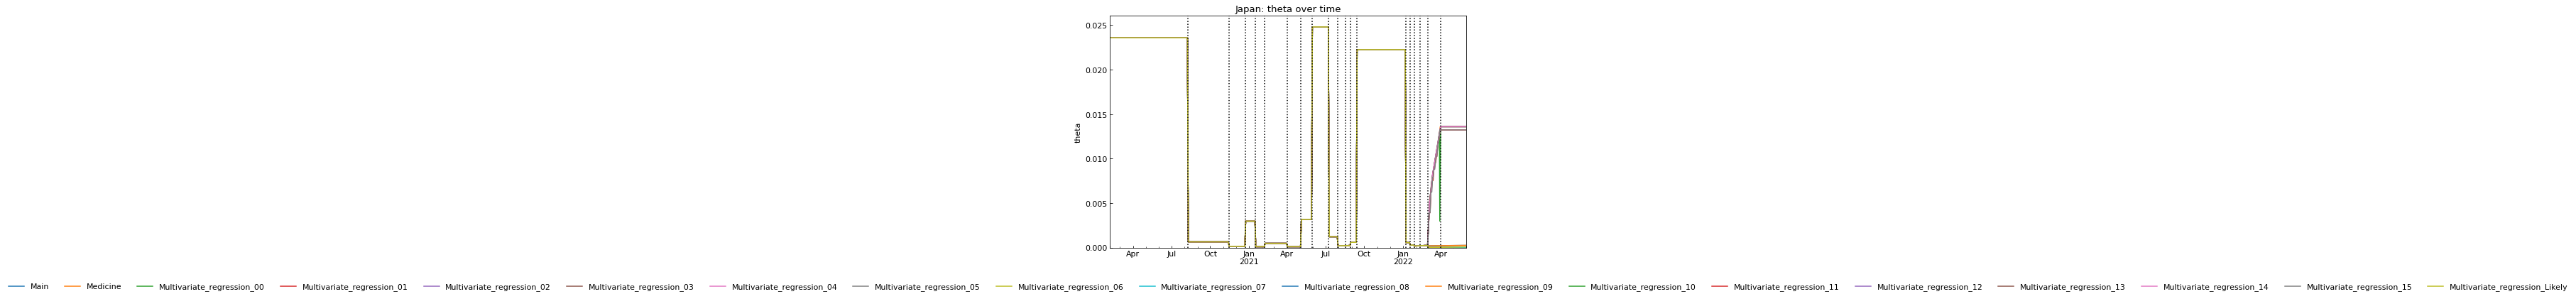 Japan: theta over time
theta
0.025
0.020
0.015
0.010
0.005
0.000
Apr Jul Oct Jan Apr Jul Oct Jan Apr
2021 2022
Main Medicine Multivariate_regression_00 Multivariate_regression_01 Multivariate_regression_02 Multivariate_regression_03 Multivariate_regression_04 Multivariate_regression_05 Multivariate_regression_06 Multivariate_regression_07 Multivariate_regression_08 Multivariate_regression_09 Multivariate_regression_10 Multivariate_regression_11 Multivariate_regression_12 Multivariate_regression_13 Multivariate_regression_14 Multivariate_regression_15 Multivariate_regression_Likely